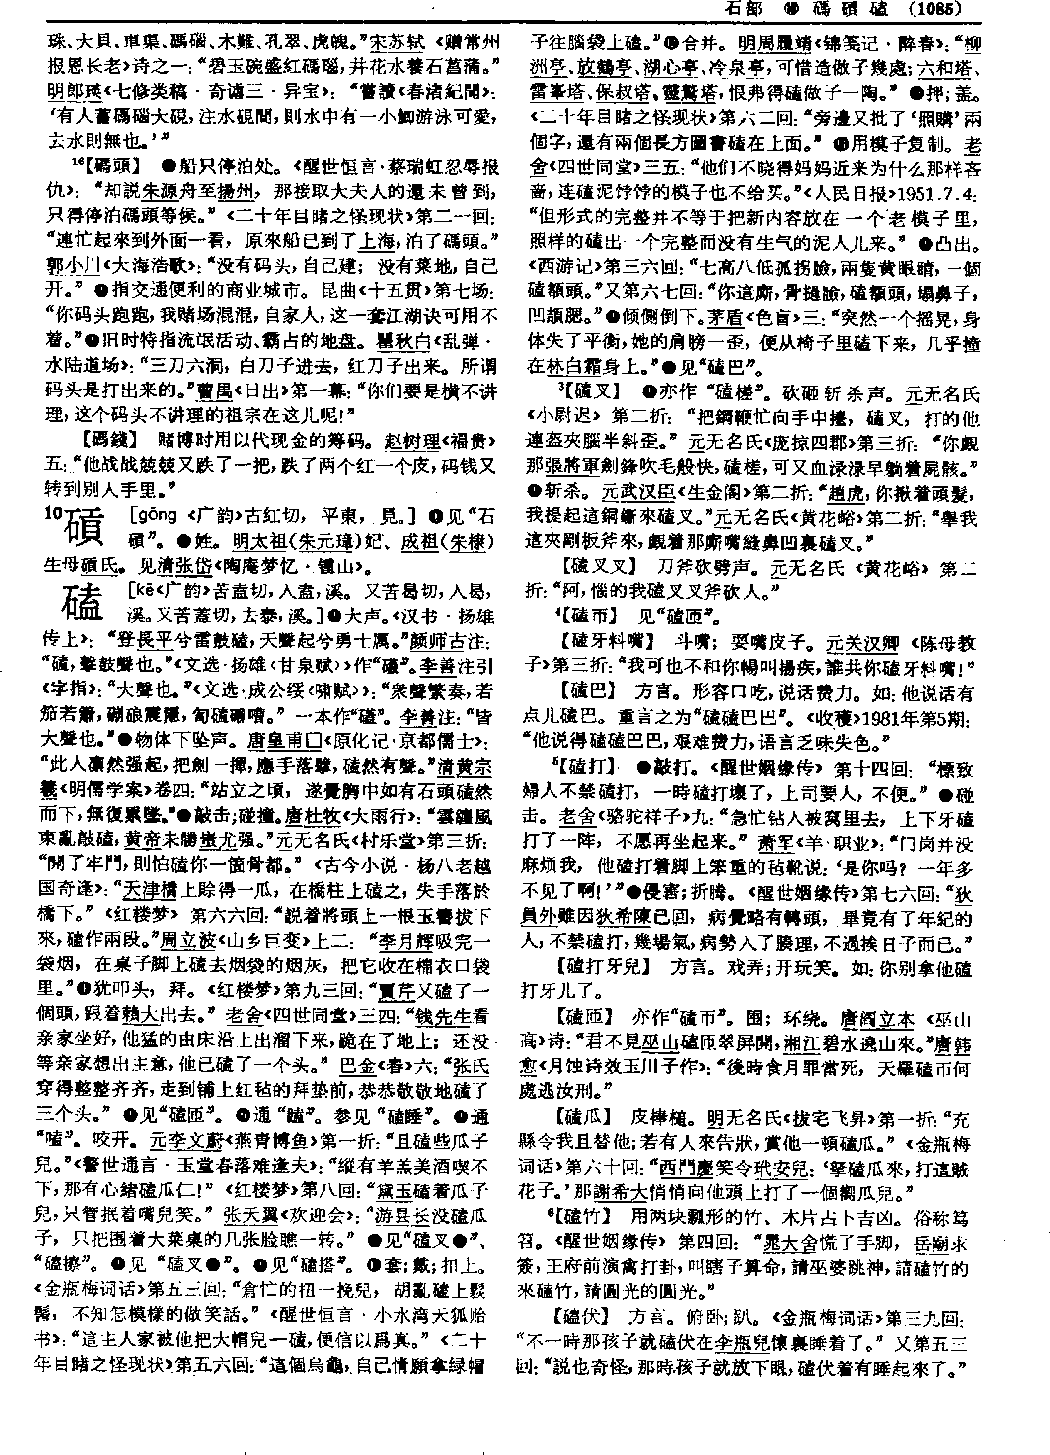 石部 ⑩ 碼 碽 磕 (1085)
珠、大貝、車渠、碼碯、木難、孔翠、虎魄。”宋苏轼《赠常州
报恩长老》诗之一：“碧玉碗盛红碼瑙，井花水養石菖蒲。”
明郎瑛《七修类稿·奇谑三·异宝》：“嘗讀《春渚紀聞》：
‘有人蓄碼碯大硯，注水硯間，則水中有一小鯽游泳可愛，
去水則無也。’”
16【碼頭】 ❶船只停泊处。《醒世恒言·蔡瑞虹忍辱报
仇》：“却説朱源舟至揚州，那接取大夫人的還未曾到，
只得停泊碼頭等候。”《二十年目睹之怪现状》第二一回：
“連忙起來到外面一看，原來船已到了上海，泊了碼頭。”
郭小川《大海浩歌》：“没有码头，自己建；没有菜地，自己
开。”❷指交通便利的商业城市。昆曲《十五贯》第七场：
“你码头跑跑，我赌场混混，自家人，这一套江湖诀可用不
着。”❸旧时特指流氓活动、霸占的地盘。瞿秋白《乱弹·
水陆道场》：“三刀六洞，白刀子进去，红刀子出来。所谓
码头是打出来的。”曹禺《日出》第一幕：“你们要是横不讲
理，这个码头不讲理的祖宗在这儿呢！”
【碼錢】 赌博时用以代现金的筹码。赵树理《福贵》
五：“他战战兢兢又跌了一把，跌了两个红一个皮，码钱又
转到别人手里。”
10碽 [gōng《广韵》古红切，平東，見。]❶见“石
碽”。❷姓。明太祖(朱元璋)妃、成祖(朱棣)
生母碽氏。见清张岱《陶庵梦忆·鍾山》。
磕 [kē《广韵》苦盍切，入盍，溪。又苦曷切，入曷，
溪。又苦蓋切，去泰，溪。]❶大声。《汉书·扬雄
传上》：“登長平兮雷鼓磕，天聲起兮勇士厲。”颜师古注：
“磕，擊鼓聲也。”《文选·扬雄〈甘泉赋〉》作“礚”。李善注引
《字指》：“大聲也。”《文选·成公绥〈啸赋〉》：“衆聲繁奏，若
笳若簫，磞硠震隱，訇磕𥕥嘈。”一本作“礚”。李善注：“皆
大聲也。”❷物体下坠声。唐皇甫□《原化记·京都儒士》：
“此人凛然强起，把劍一揮，應手落壁，磕然有聲。”清黄宗
羲《明儒学案》卷四：“站立之頃，遂覺胸中如有石頭磕然
而下，無復累墜。”❸敲击；碰撞。唐杜牧《大雨行》：“雲纏風
束亂敲磕，黄帝未勝蚩尤强。”元无名氏《村乐堂》第三折：
“開了牢門，則怕磕你一箇骨都。”《古今小说·杨八老越
国奇逢》：“天津橋上賒得一瓜，在橋柱上磕之，失手落於
橋下。”《红楼梦》第六六回：“説着將頭上一根玉簪拔下
來，磕作兩段。”周立波《山乡巨变》上二：“李月辉吸完一
袋烟，在桌子脚上磕去烟袋的烟灰，把它收在棉衣口袋
里。”❹犹叩头，拜。《红楼梦》第九三回：“賈芹又磕了一
個頭，跟着賴大出去。”老舍《四世同堂》三四：“钱先生看
亲家坐好，他猛的由床沿上出溜下来，跪在了地上；还没
等亲家想出主意，他已磕了一个头。”巴金《春》六：“张氏
穿得整整齐齐，走到铺上红毡的拜垫前，恭恭敬敬地磕了
三个头。”❺见“磕匝”。❻通“瞌”。参见“磕睡”。❼通
“嗑”。咬开。元李文蔚《燕青博鱼》第一折：“且磕些瓜子
兒。”《警世通言·玉堂春落难逢夫》：“縱有羊羔美酒喫不
下，那有心緒磕瓜仁！”《红楼梦》第八回：“黛玉磕着瓜子
兒，只管抿着嘴兒笑。”张天翼《欢迎会》：“游县长没磕瓜
子，只把围着大菜桌的几张脸瞧一转。”❽见“磕叉❶”、
“磕擦”。❾见“磕叉❷”。❿见“磕搭”。⓫套；戴；扣上。
《金瓶梅词话》第五三回：“倉忙的扭一挽兒，胡亂磕上鬏
髻，不知怎模樣的做笑話。”《醒世恒言·小水湾天狐贻
书》：“這主人家被他把大帽兒一磕，便信以爲真。”《二十
年目睹之怪现状》第五六回：“這個烏龜，自己情願拿緑帽
子往腦袋上磕。”⓬合并。明周履靖《锦笺记·醉春》：“柳
洲亭、放鶴亭、湖心亭、冷泉亭，可惜造做子幾處；六和塔、
雷峯塔、保叔塔、靈鷲塔，恨弗得磕做子一陶。”⓭押；盖。
《二十年目睹之怪现状》第六二回：“旁邊又批了‘照購’兩
個字，還有兩個長方圖書磕在上面。”⓮用模子复制。老
舍《四世同堂》三五：“他们不晓得妈妈近来为什么那样吝
啬，连磕泥饽饽的模子也不给买。”《人民日报》1951.7.4：
“但形式的完整并不等于把新内容放在一个老模子里，
照样的磕出一个完整而没有生气的泥人儿来。”⓯凸出。
《西游记》第三六回：“七高八低孤拐臉，兩隻黄眼睛，一個
磕額頭。”又第六七回：“你這廝，骨撾臉，磕額頭，塌鼻子，
凹頡腮。”⓰倾侧倒下。茅盾《色盲》三：“突然一个摇晃，身
体失了平衡，她的肩膀一歪，便从椅子里磕下来，几乎撞
在林白霜身上。”⓱见“磕巴”。
3【磕叉】 ❶亦作“磕槎”。砍砸斩杀声。元无名氏
《小尉迟》第二折：“把鋼鞭忙向手中擡，磕叉，打的他
連盔夾腦半斜歪。”元无名氏《庞掠四郡》第三折：“你覷
那張將軍劍鋒吹毛般快，磕槎，可又血渌渌早躺着屍骸。”
❷斩杀。元武汉臣《生金阁》第二折：“趙虎，你揪着頭髮，
我提起這銅鍘來磕叉。”元无名氏《黄花峪》第二折：“舉我
這夾鋼板斧來，覷着那廝嘴縫鼻凹裏磕叉。”
【磕叉叉】 刀斧砍劈声。元无名氏《黄花峪》第二
折：“阿，惱的我磕叉叉斧砍人。”
4【磕帀】 见“磕匝”。
【磕牙料嘴】 斗嘴；耍嘴皮子。元关汉卿《陈母教
子》第三折：“我可也不和你暢叫揚疾，誰共你磕牙料嘴！”
【磕巴】 方言。形容口吃，说话费力。如：他说话有
点儿磕巴。重言之为“磕磕巴巴”。《收穫》1981年第5期：
“他说得磕磕巴巴，艰难费力，语言乏味失色。”
5【磕打】 ❶敲打。《醒世姻缘传》第十四回：“標致
婦人不禁磕打，一時磕打壞了，上司要人，不便。”❷碰
击。老舍《骆驼祥子》九：“急忙钻入被窝里去，上下牙磕
打了一阵，不愿再坐起来。”萧军《羊·职业》：“门岗并没
麻烦我，他磕打着脚上笨重的毡靴说：‘是你吗？一年多
不见了啊！’”❸侵害；折腾。《醒世姻缘传》第七六回：“狄
員外雖因狄希陳已回，病覺略有轉頭，畢竟有了年紀的
人，不禁磕打，幾場氣，病勢入了腠理，不過挨日子而已。”
【磕打牙兒】 方言。戏弄；开玩笑。如：你别拿他磕
打牙儿了。
【磕匝】 亦作“磕帀”。围；环绕。唐阎立本《巫山
高》诗：“君不見巫山磕匝翠屏開，湘江碧水遶山來。”唐韩
愈《月蚀诗效玉川子作》：“後時食月罪當死，天羅磕帀何
處逃汝刑。”
【磕瓜】 皮棒槌。明无名氏《拔宅飞昇》第一折：“充
縣令我且替他；若有人來告狀，賞他一頓磕瓜。”《金瓶梅
词话》第六十回：“西門慶笑令玳安兒：‘拏磕瓜來，打這賊
花子。’那謝希大悄悄向他頭上打了一個𤓰瓜兒。”
6【磕竹】 用两块瓢形的竹、木片占卜吉凶。俗称笃
笤。《醒世姻缘传》第四回：“晁大舍慌了手脚，岳廟求
簽，王府前演禽打卦，叫瞎子算命，請巫婆跳神，請磕竹的
來磕竹，請圓光的圓光。”
【磕伏】 方言。俯卧；趴。《金瓶梅词话》第三九回：
“不一時那孩子就磕伏在李瓶兒懷裏睡着了。”又第五三
回：“説也奇怪，那時孩子就放下眼，磕伏着有睡起來了。”